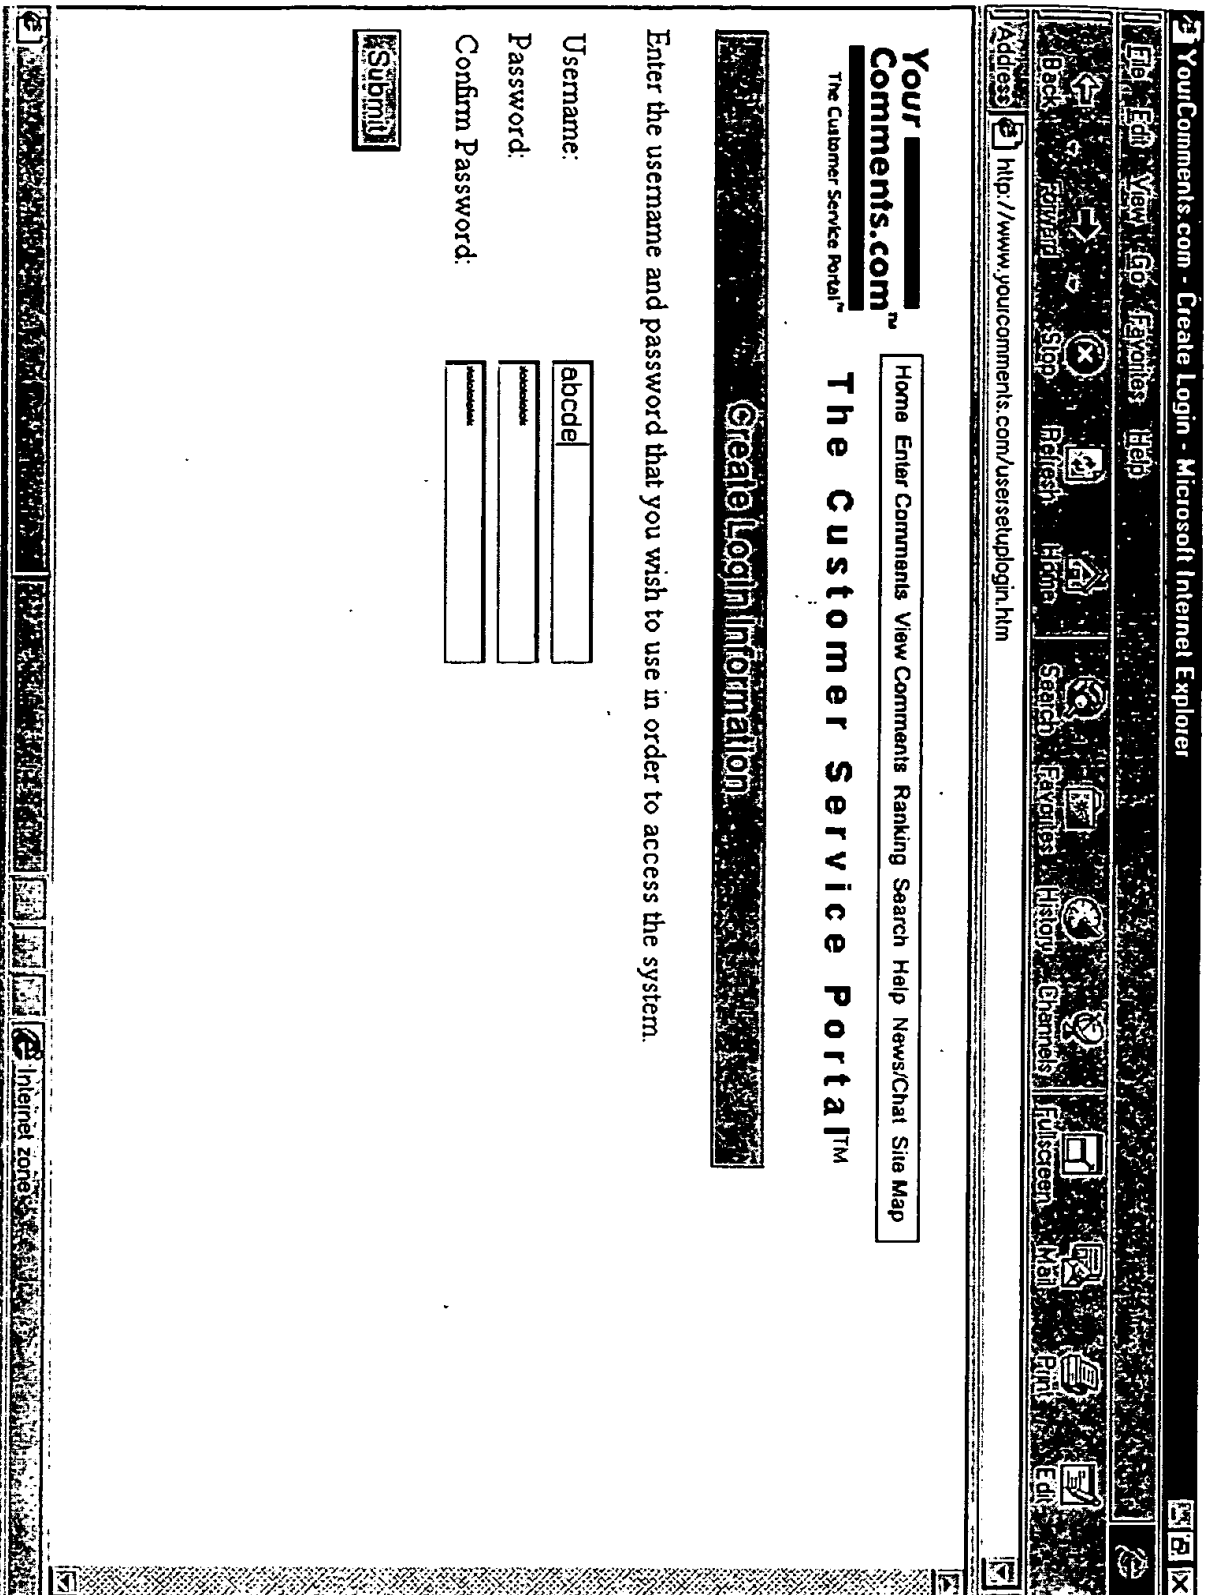 YourComments.com - Create Login - Microsoft Internet Explorer
File Edit View Go Favorites Help
Back Forward Stop Refresh Home Search Favorites History Channels Fullscreen Mail Print Edit
Address http://www.yourcomments.com/usersetuplogin.htm
Your
Comments.com™
The Customer Service Portal™
Home Enter Comments View Comments Ranking Search Help News/Chat Site Map
The Customer Service Portal™
Create Login Information
Enter the username and password that you wish to use in order to access the system.
Username: abcde
Password: ********
Confirm Password: ********
Submit
Internet zone